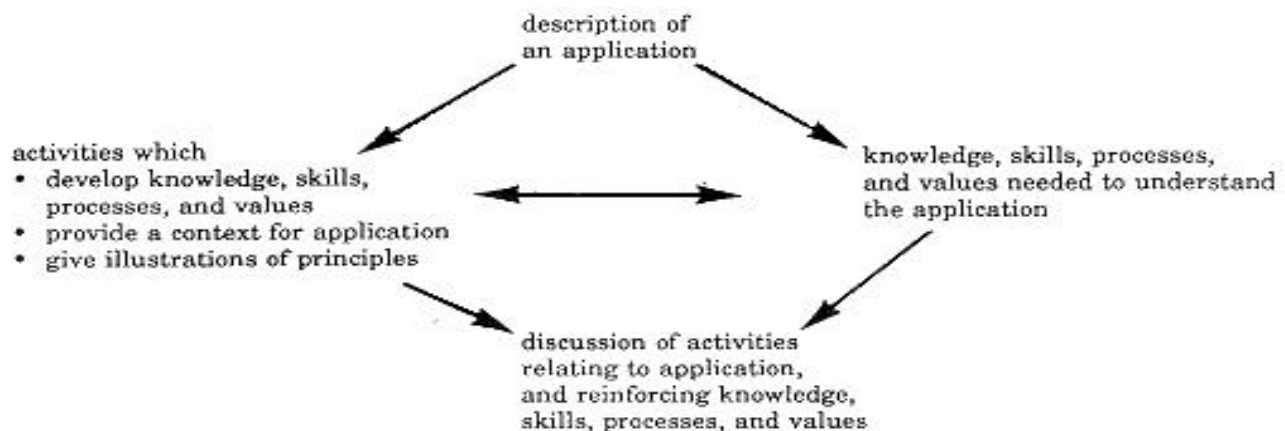 description of
an application
activities which
• develop knowledge, skills,
processes, and values
• provide a context for application
• give illustrations of principles
knowledge, skills, processes,
and values needed to understand
the application
discussion of activities
relating to application,
and reinforcing knowledge,
skills, processes, and values